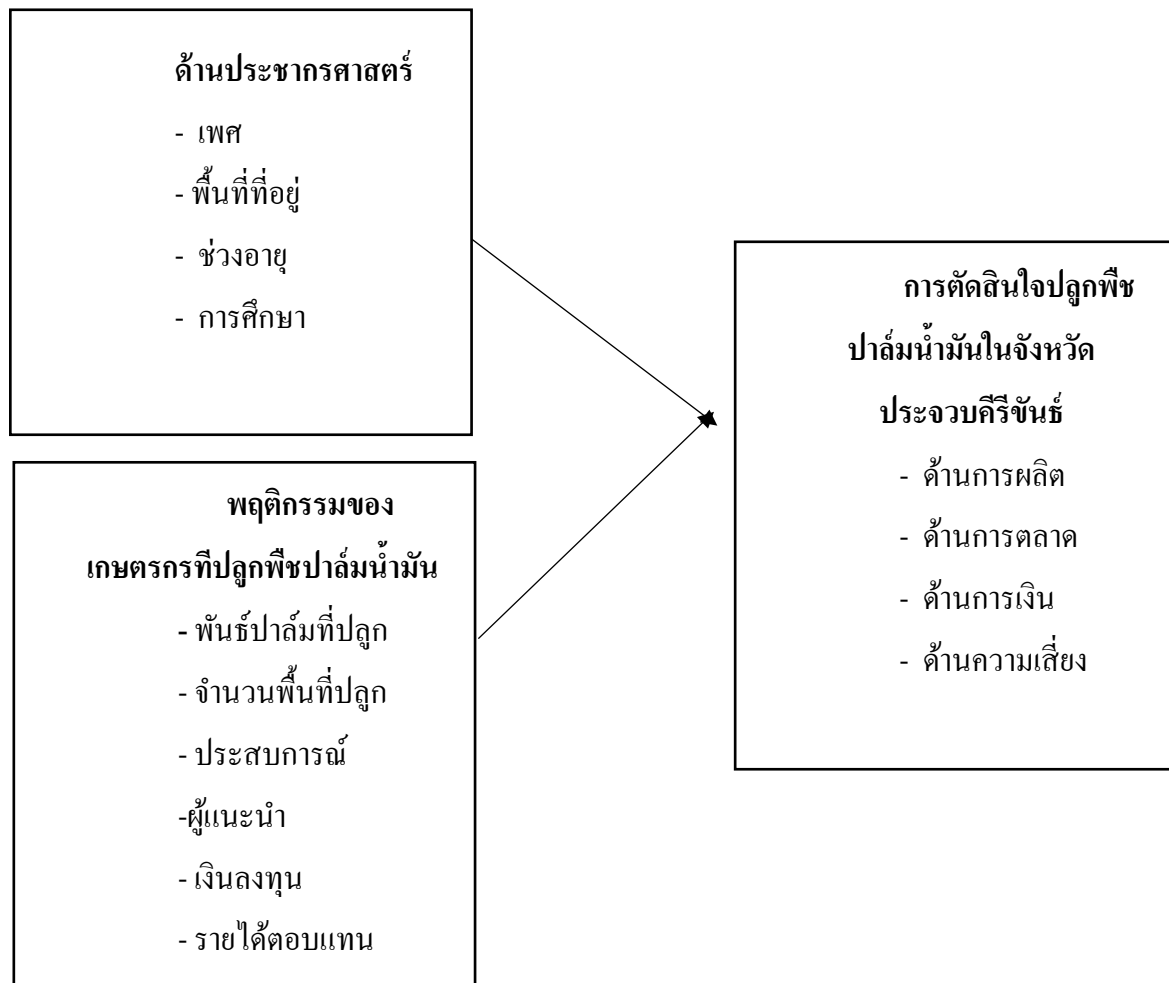 ด้านประชากรศาสตร์
- เพศ
- พื้นที่ที่อยู่
- ช่วงอายุ
- การศึกษา
พฤติกรรมของ
เกษตรกรทีปลูกพืชปาล์มน้ำมัน
- พันธ์ปาล์มที่ปลูก
- จำนวนพื้นที่ปลูก
- ประสบการณ์
-ผู้แนะนำ
- เงินลงทุน
- รายได้ตอบแทน
การตัดสินใจปลูกพืช
ปาล์มน้ำมันในจังหวัด
ประจวบคีรีขันธ์
- ด้านการผลิต
- ด้านการตลาด
- ด้านการเงิน
- ด้านความเสี่ยง